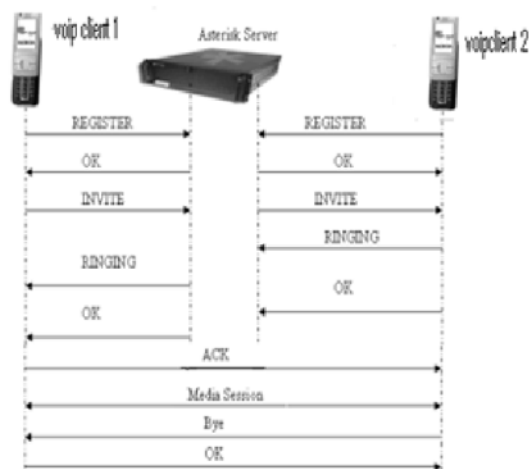 voip client 1
Asterisk Server
voipclient 2
REGISTER
REGISTER
OK
OK
INVITE
INVITE
RINGING
RINGING
OK
OK
ACK
Media Session
Bye
OK